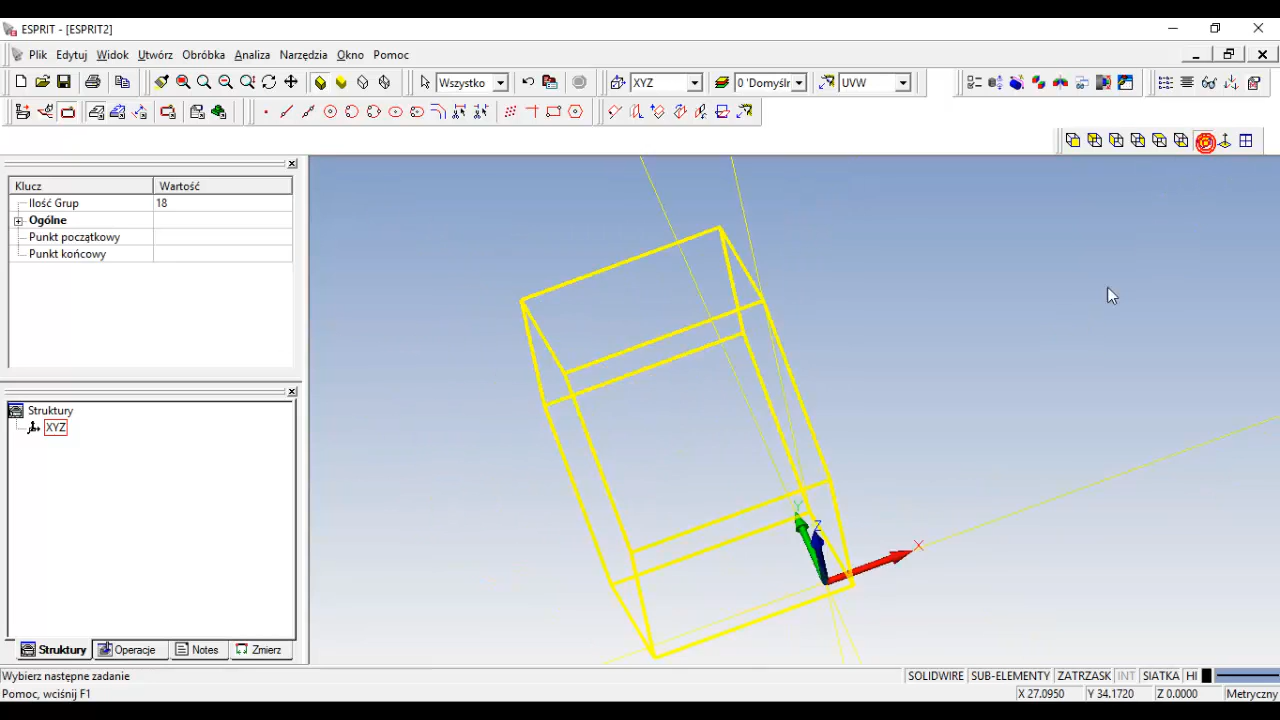 ESPRIT - [ESPRIT2]
Plik Edytuj Widok Utwórz Obróbka Analiza Narzędzia Okno Pomoc
Wszystko XYZ 0 'Domyślr UVW
Klucz Wartość
Ilość Grup 18
Ogólne
Punkt początkowy
Punkt końcowy
Struktury
XYZ
Y
Z
X
Struktury Operacje Notes Zmierz
Wybierz następne zadanie SOLIDWIRE SUB-ELEMENTY ZATRZASK INT SIATKA HI
Pomoc, wciśnij F1 X 27.0950 Y 34.1720 Z 0.0000 Metryczny